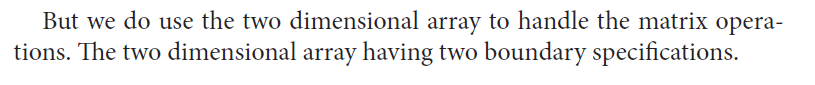 But we do use the two dimensional array to handle the matrix opera-
tions. The two dimensional array having two boundary specifications.